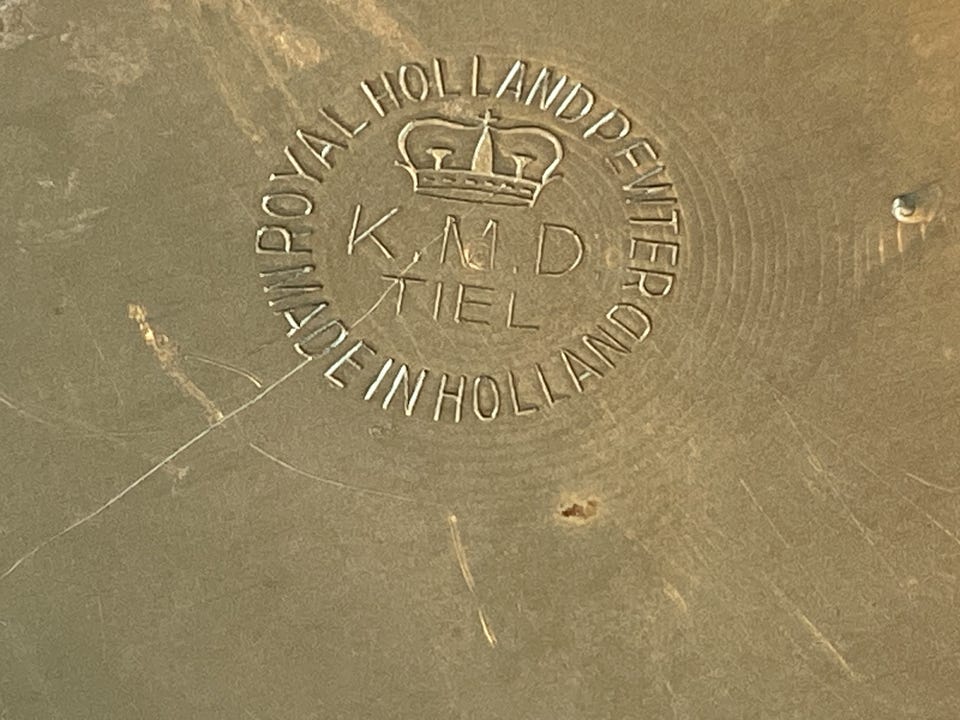 ROYAL HOLLAND PEWTER
K.M.D.
TIEL
MADE IN HOLLAND